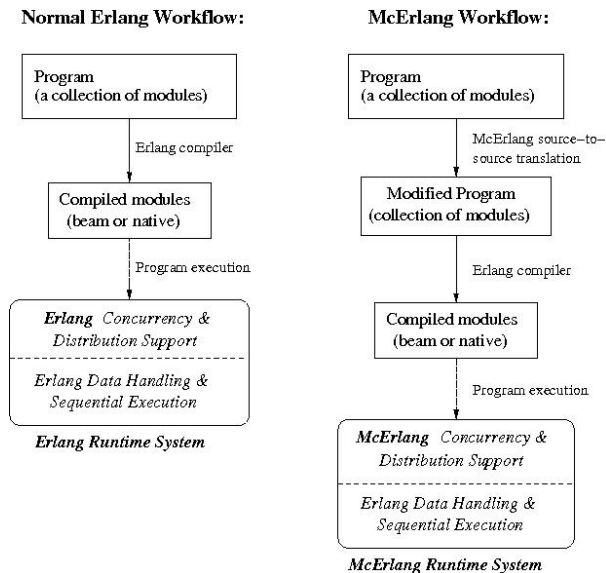 Normal Erlang Workflow:
Program
(a collection of modules)
Erlang compiler
Compiled modules
(beam or native)
Program execution
Erlang Concurrency &
Distribution Support
Erlang Data Handling &
Sequential Execution
Erlang Runtime System
McErlang Workflow:
Program
(a collection of modules)
McErlang source–to–
source translation
Modified Program
(collection of modules)
Erlang compiler
Compiled modules
(beam or native)
Program execution
McErlang Concurrency &
Distribution Support
Erlang Data Handling &
Sequential Execution
McErlang Runtime System